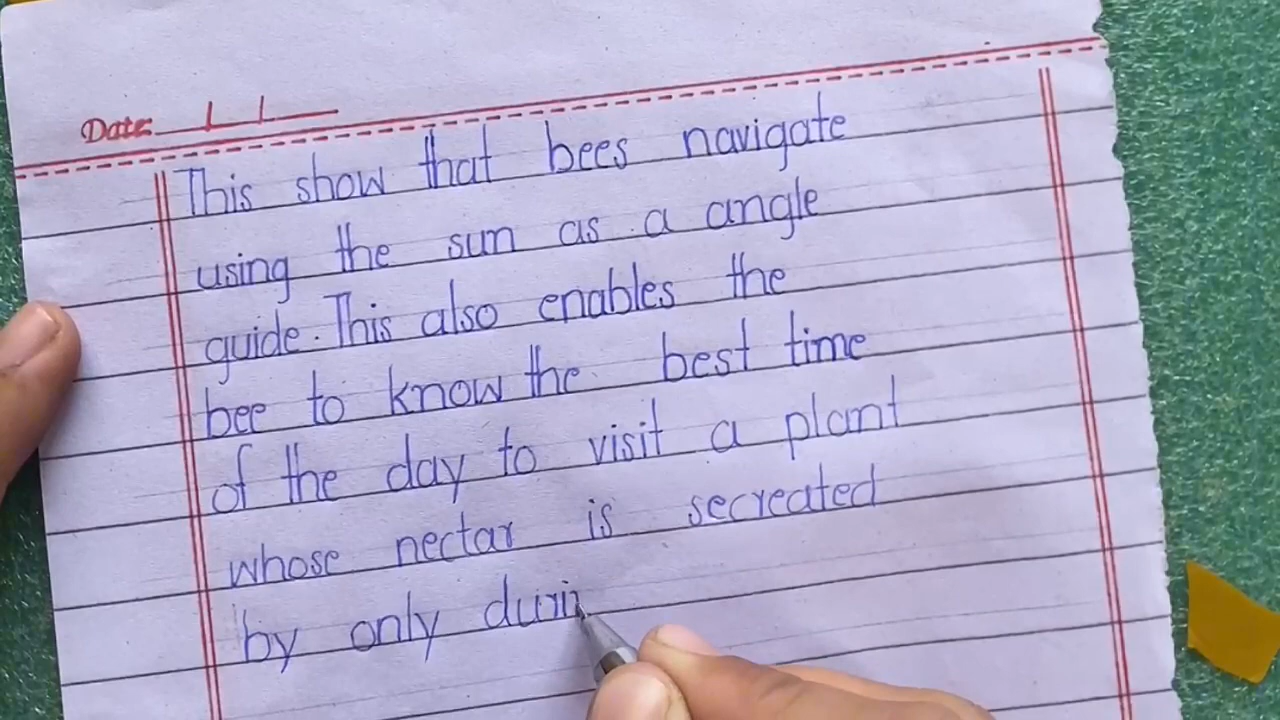 Date:
This show that bees navigate
using the sun as a angle
guide. This also enables the
bee to know the best time
of the day to visit a plant
whose nectar is secreated
by only duri